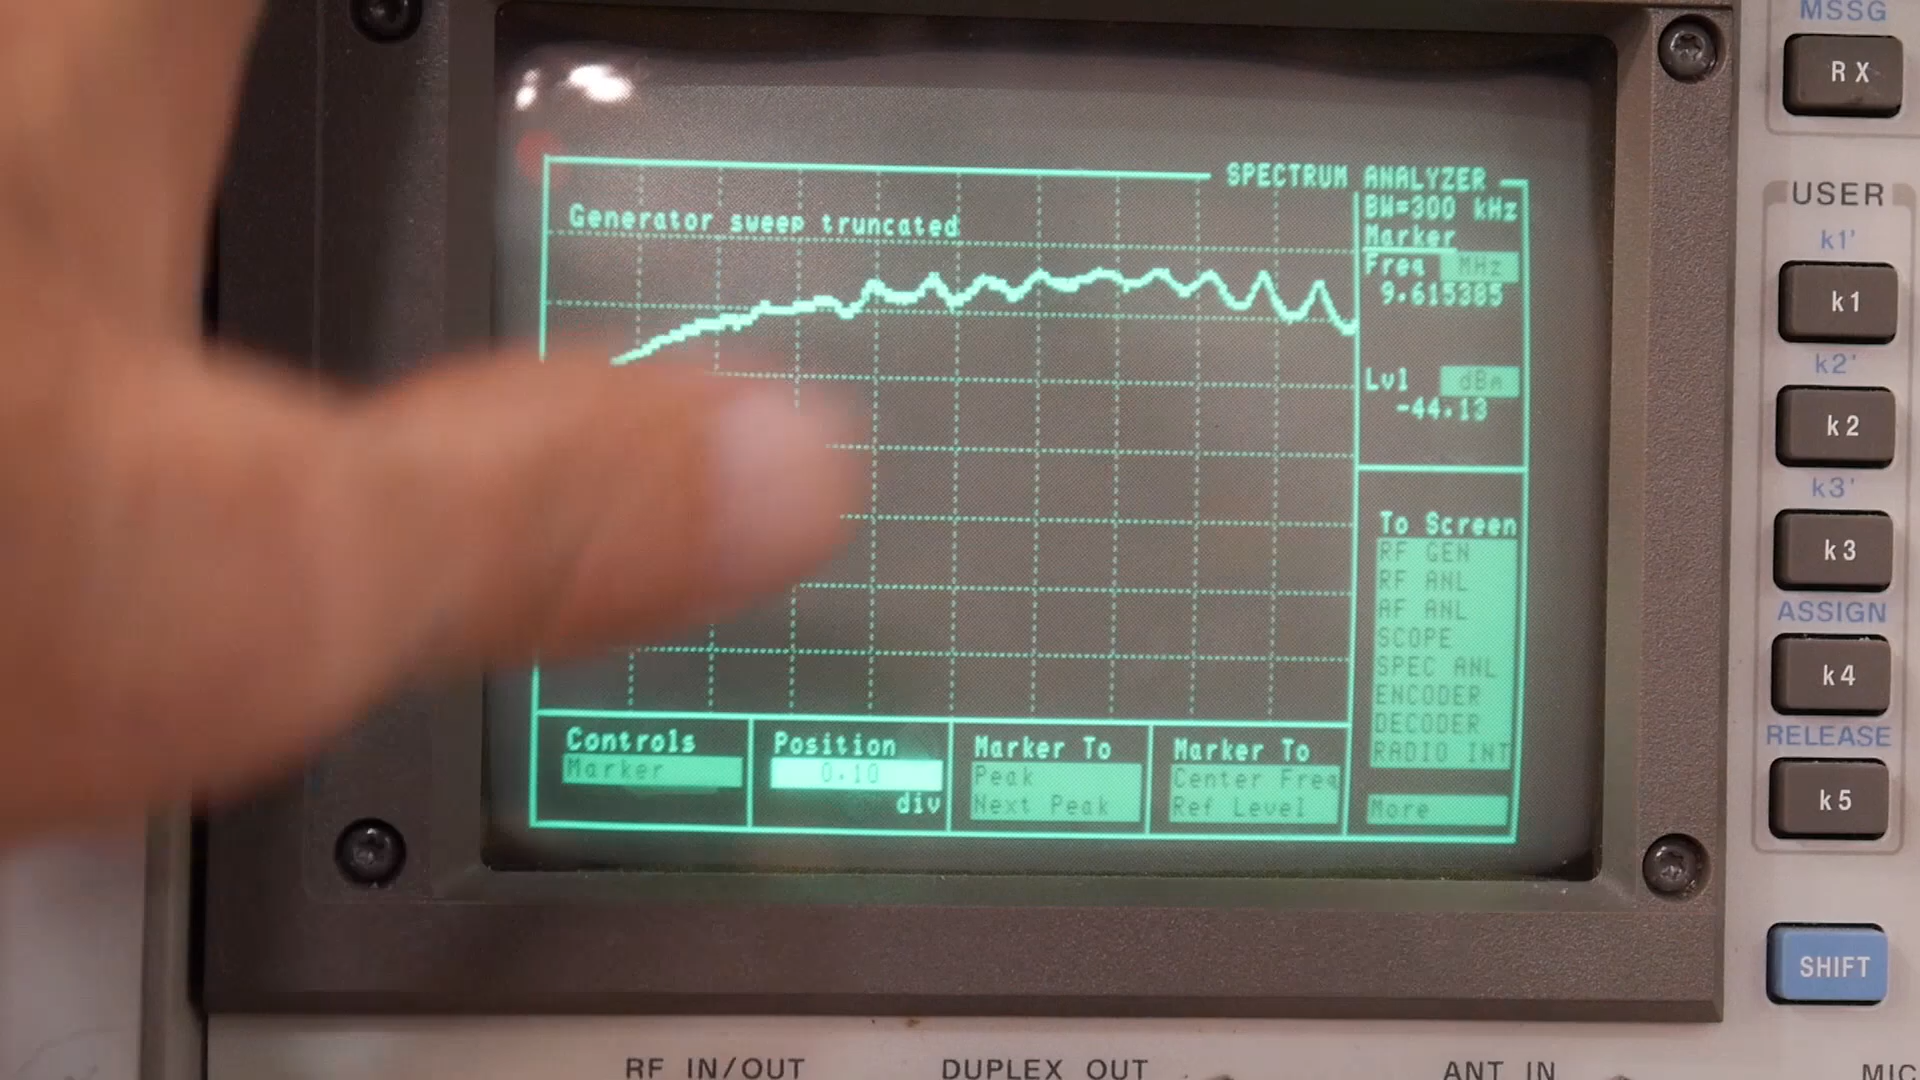 MSSG
RX
SPECTRUM ANALYZER
Generator sweep truncated
BW=300 kHz
Marker
Freq MHz
9.615385
Lvl dBm
-44.13
To Screen
RF GEN
RF ANL
AF ANL
SCOPE
SPEC ANL
ENCODER
DECODER
RADIO INT
More
Controls
Marker
Position
0.10
div
Marker To
Peak
Next Peak
Marker To
Center Freq
Ref Level
USER
k1'
k1
k2'
k2
k3'
k3
ASSIGN
k4
RELEASE
k5
SHIFT
RF IN/OUT
DUPLEX OUT
ANT IN
MIC